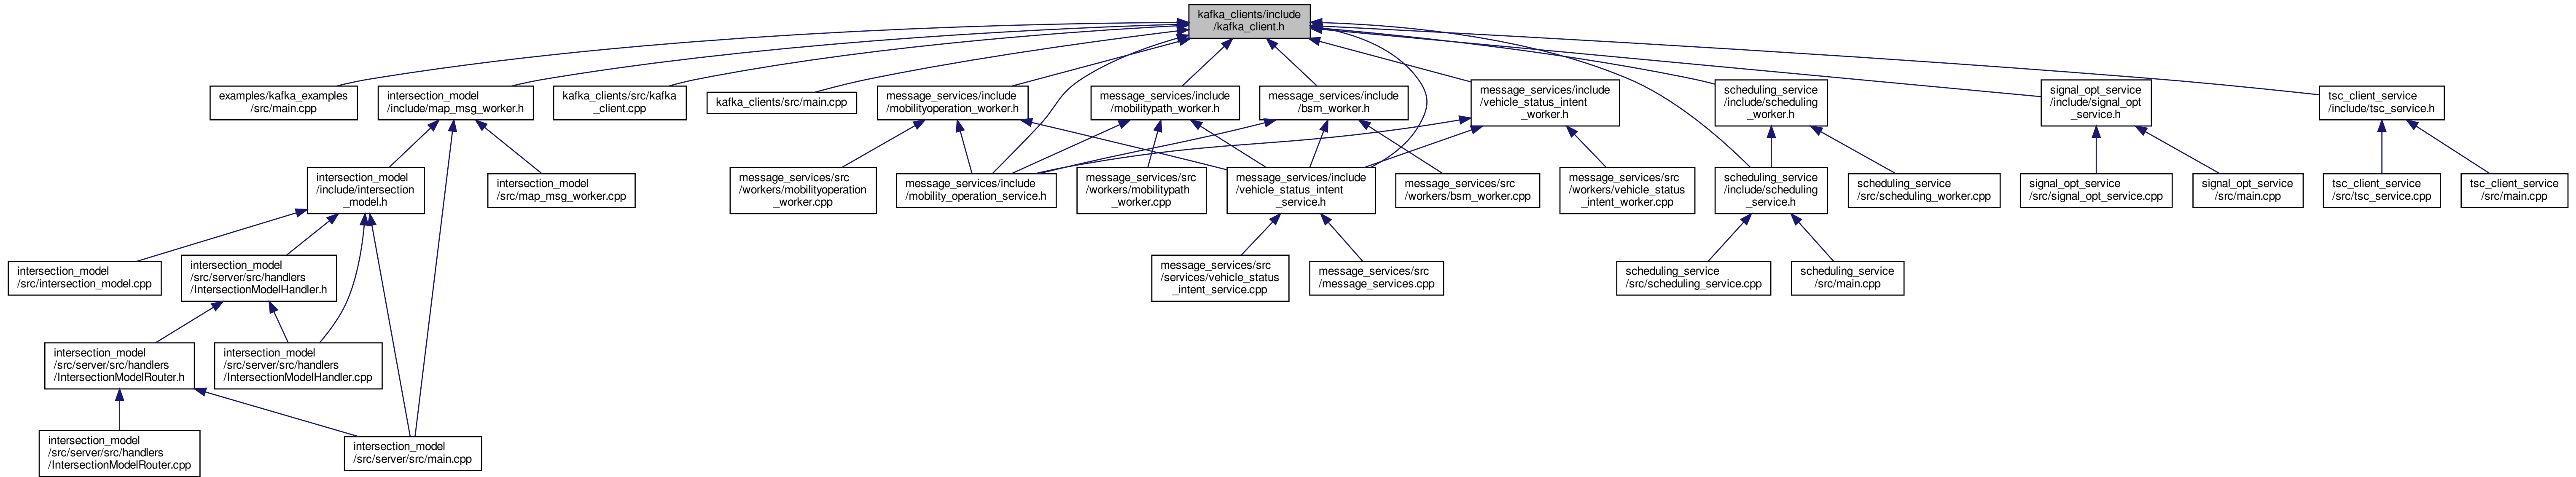 kafka_clients/include
/kafka_client.h
examples/kafka_examples
/src/main.cpp
intersection_model
/include/map_msg_worker.h
kafka_clients/src/kafka
_client.cpp
kafka_clients/src/main.cpp
message_services/include
/mobilityoperation_worker.h
message_services/include
/mobilitypath_worker.h
message_services/include
/bsm_worker.h
message_services/include
/vehicle_status_intent
_worker.h
scheduling_service
/include/scheduling
_worker.h
signal_opt_service
/include/signal_opt
_service.h
tsc_client_service
/include/tsc_service.h
intersection_model
/include/intersection
_model.h
intersection_model
/src/map_msg_worker.cpp
message_services/src
/workers/mobilityoperation
_worker.cpp
message_services/include
/mobility_operation_service.h
message_services/src
/workers/mobilitypath
_worker.cpp
message_services/include
/vehicle_status_intent
_service.h
message_services/src
/workers/bsm_worker.cpp
message_services/src
/workers/vehicle_status
_intent_worker.cpp
scheduling_service
/include/scheduling
_service.h
scheduling_service
/src/scheduling_worker.cpp
signal_opt_service
/src/signal_opt_service.cpp
signal_opt_service
/src/main.cpp
tsc_client_service
/src/tsc_service.cpp
tsc_client_service
/src/main.cpp
intersection_model
/src/intersection_model.cpp
intersection_model
/src/server/src/handlers
/IntersectionModelHandler.h
message_services/src
/services/vehicle_status
_intent_service.cpp
message_services/src
/message_services.cpp
scheduling_service
/src/scheduling_service.cpp
scheduling_service
/src/main.cpp
intersection_model
/src/server/src/handlers
/IntersectionModelRouter.h
intersection_model
/src/server/src/handlers
/IntersectionModelHandler.cpp
intersection_model
/src/server/src/handlers
/IntersectionModelRouter.cpp
intersection_model
/src/server/src/main.cpp